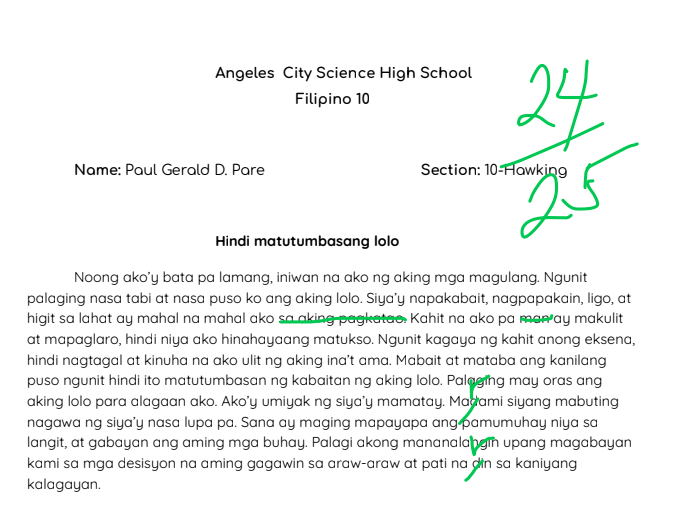 Angeles City Science High School
Filipino 10
24
25
Name: Paul Gerald D. Pare
Section: 10-Hawking
Hindi matutumbasang lolo
Noong ako'y bata pa lamang, iniwan na ako ng aking mga magulang. Ngunit
palaging nasa tabi at nasa puso ko ang aking lolo. Siya'y napakabait, nagpapakain, ligo, at
higit sa lahat ay mahal na mahal ako sa aking pagkatao. Kahit na ako pa man ay makulit
at mapaglaro, hindi niya ako hinahayaang matukso. Ngunit kagaya ng kahit anong eksena,
hindi nagtagal at kinuha na ako ulit ng aking ina't ama. Mabait at mataba ang kanilang
puso ngunit hindi ito matutumbasan ng kabaitan ng aking lolo. Palaging may oras ang
aking lolo para alagaan ako. Ako'y umiyak ng siya'y mamatay. Madami siyang mabuting
nagawa ng siya'y nasa lupa pa. Sana ay maging mapayapa ang pamumuhay niya sa
langit, at gabayan ang aming mga buhay. Palagi akong mananalangin upang magabayan
kami sa mga desisyon na aming gagawin sa araw-araw at pati na din sa kaniyang
kalagayan.